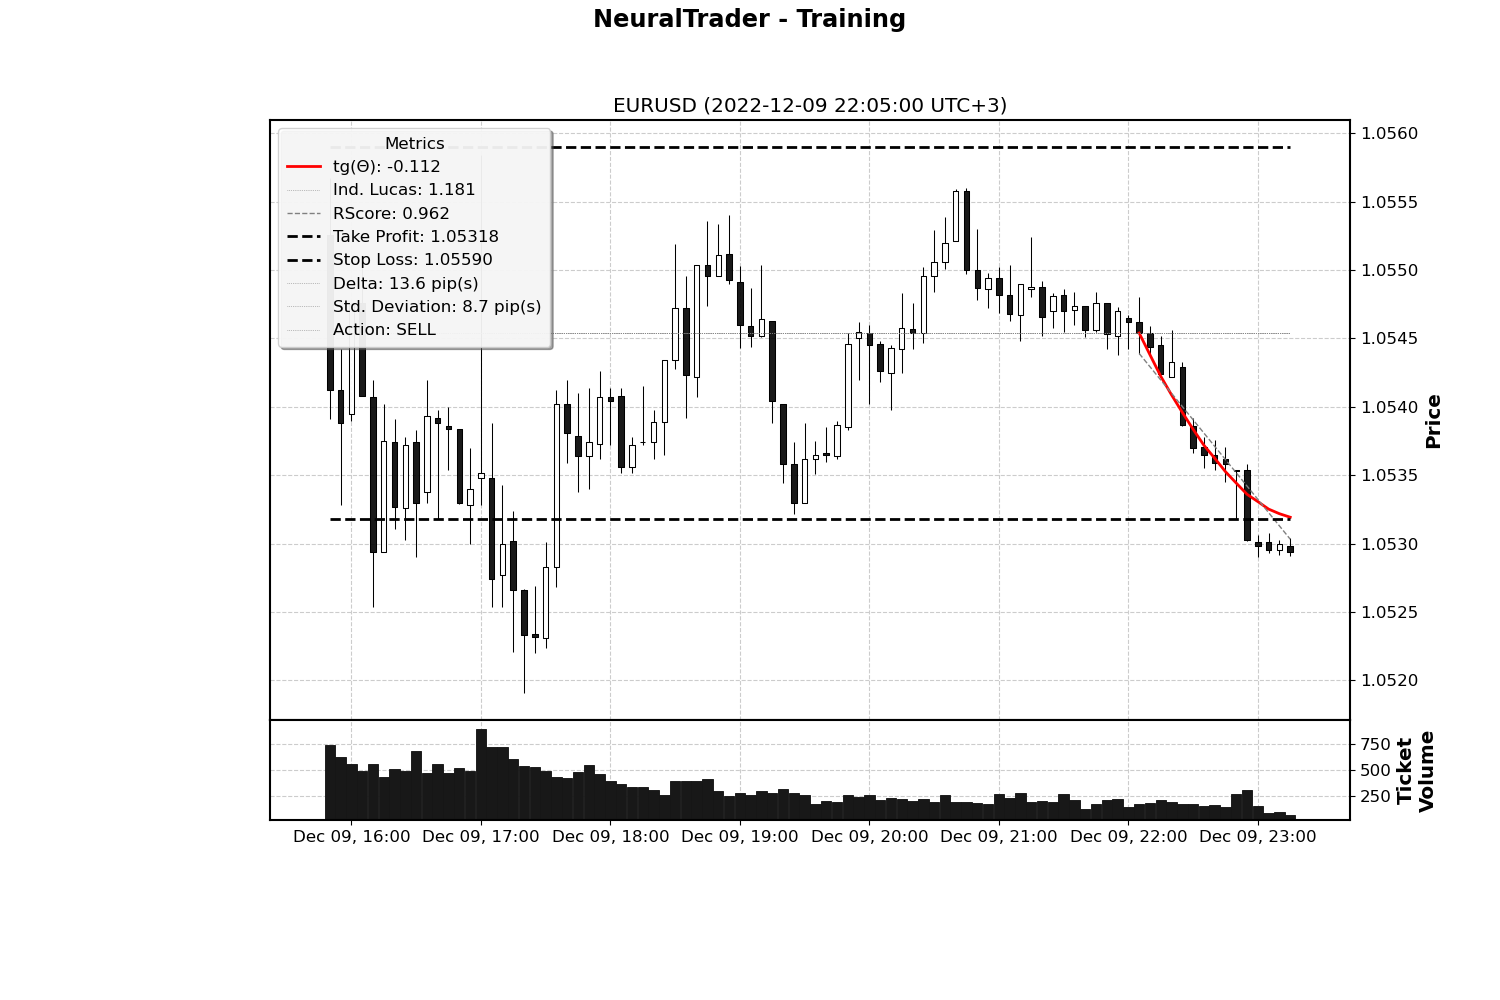 NeuralTrader - Training
EURUSD (2022-12-09 22:05:00 UTC+3)
Metrics
tg(Θ): -0.112
Ind. Lucas: 1.181
RScore: 0.962
Take Profit: 1.05318
Stop Loss: 1.05590
Delta: 13.6 pip(s)
Std. Deviation: 8.7 pip(s)
Action: SELL
1.0560
1.0555
1.0550
1.0545
1.0540
1.0535
1.0530
1.0525
1.0520
Price
750
500
250
Ticket
Volume
Dec 09, 16:00 Dec 09, 17:00 Dec 09, 18:00 Dec 09, 19:00 Dec 09, 20:00 Dec 09, 21:00 Dec 09, 22:00 Dec 09, 23:00